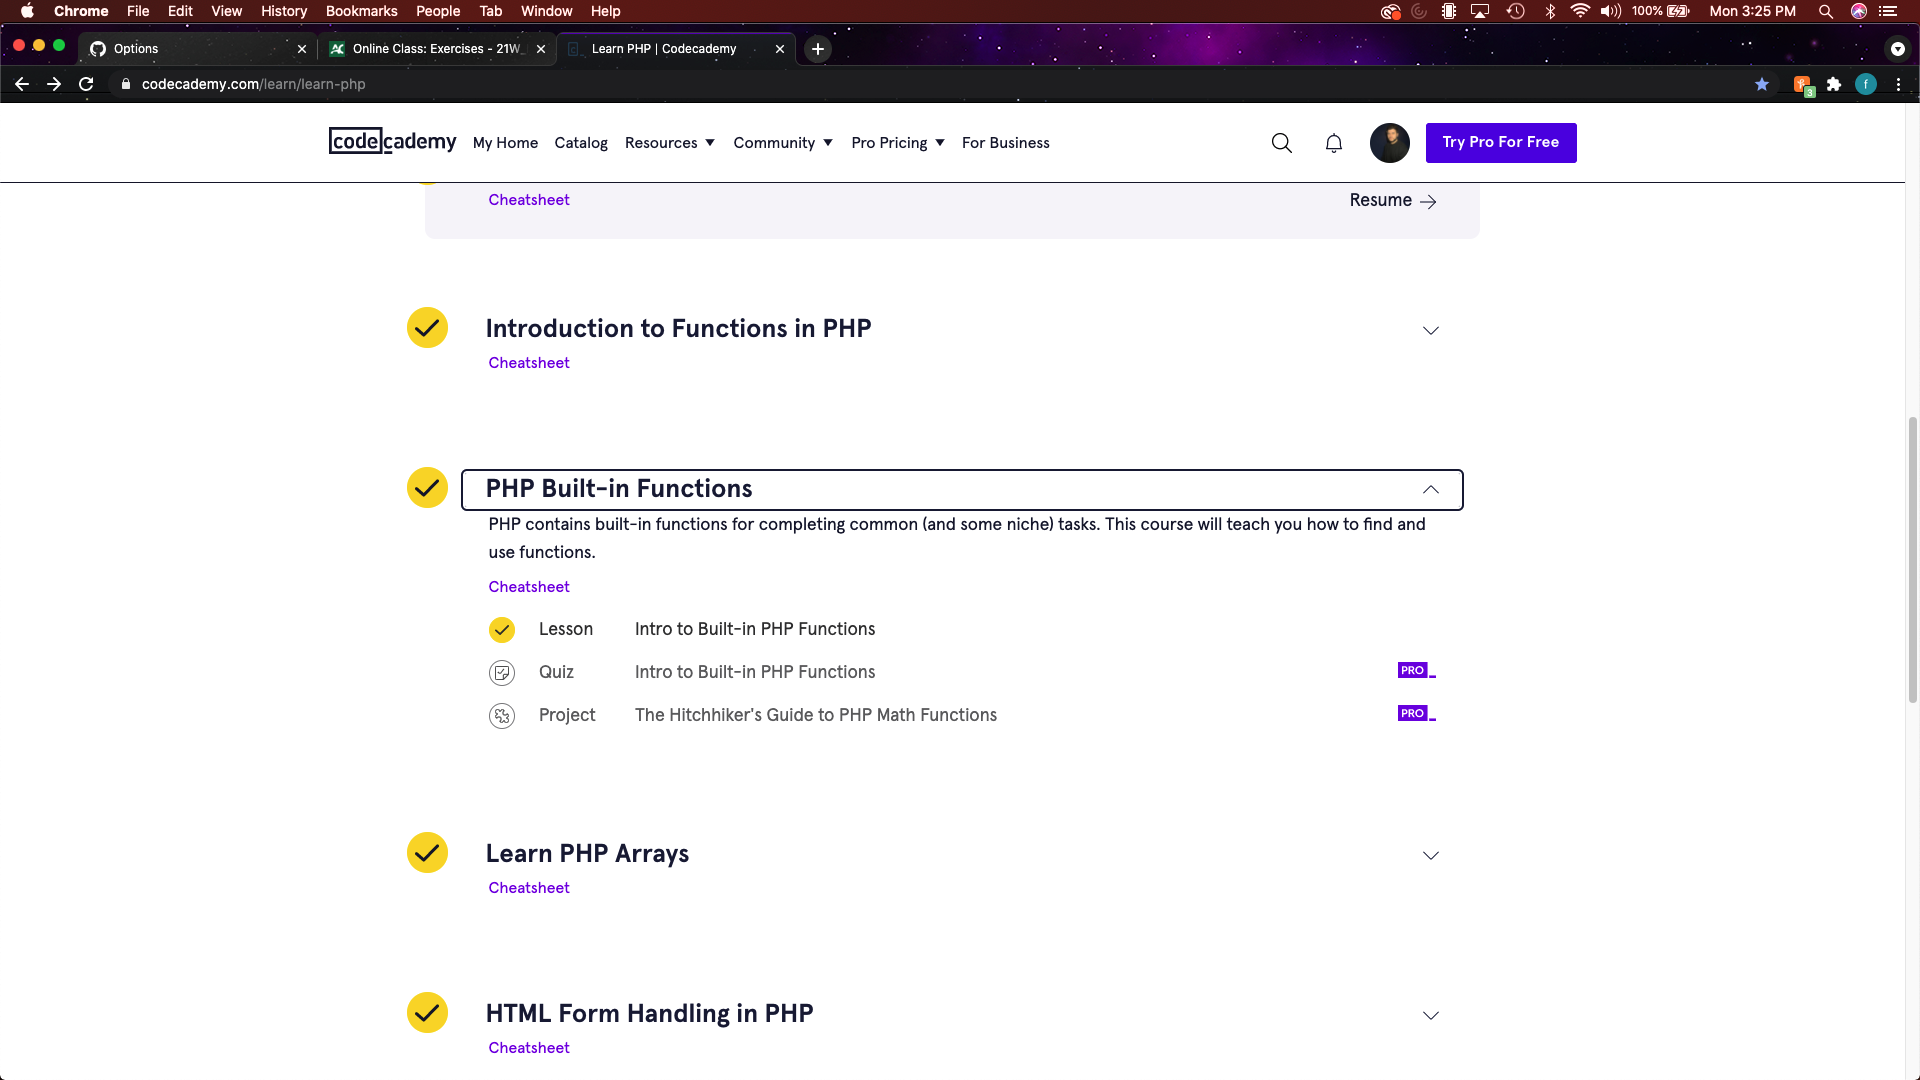 Chrome File Edit View History Bookmarks People Tab Window Help 100% Mon 3:25 PM
Options Online Class: Exercises - 21W_ Learn PHP | Codecademy
codecademy.com/learn/learn-php 3 f
codecademy My Home Catalog Resources Community Pro Pricing For Business Try Pro For Free
Cheatsheet Resume
Introduction to Functions in PHP
Cheatsheet
PHP Built-in Functions
PHP contains built-in functions for completing common (and some niche) tasks. This course will teach you how to find and
use functions.
Cheatsheet
Lesson Intro to Built-in PHP Functions
Quiz Intro to Built-in PHP Functions PRO
Project The Hitchhiker's Guide to PHP Math Functions PRO
Learn PHP Arrays
Cheatsheet
HTML Form Handling in PHP
Cheatsheet